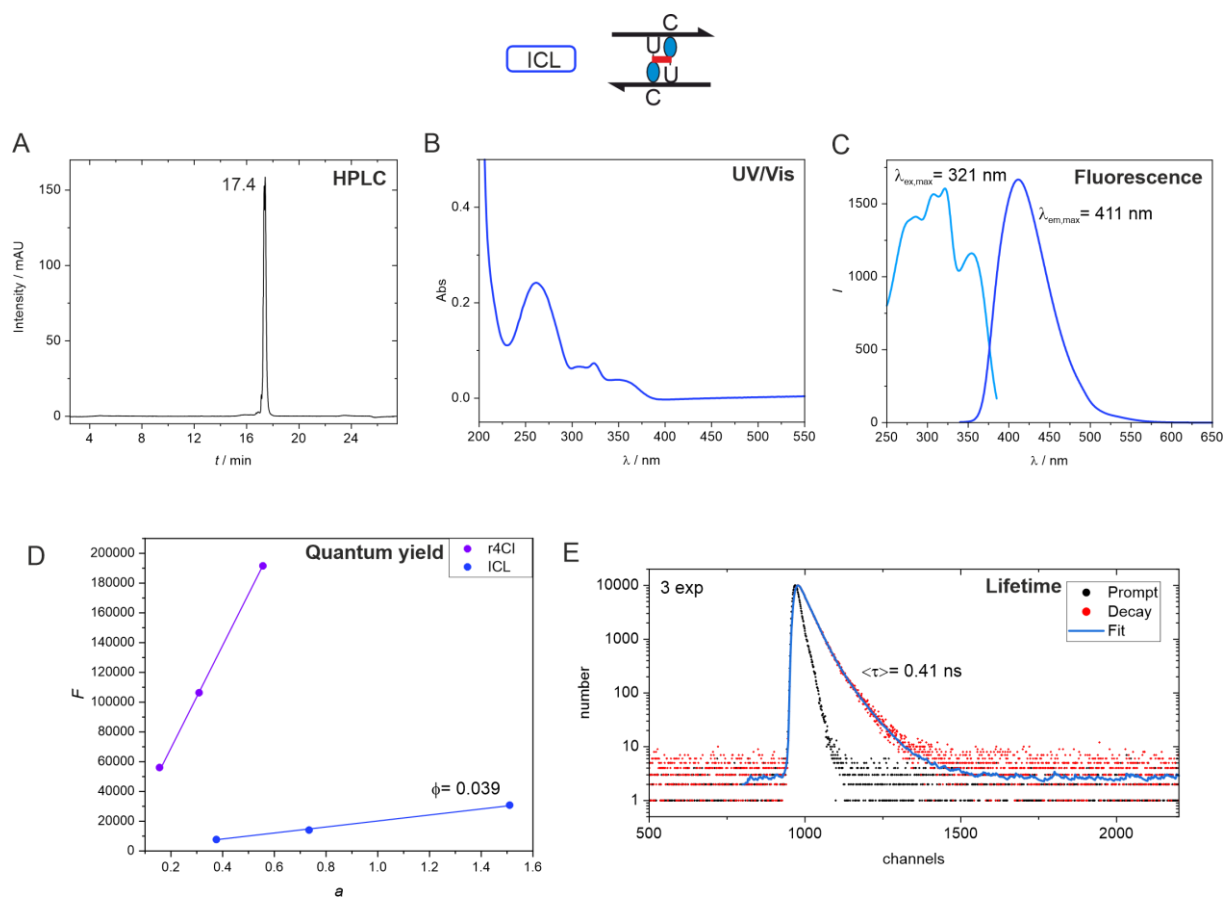 ICL
C
U
U
C
A
HPLC
17.4
Intensity / mAU
150
100
50
0
4
8
12
16
20
24
t / min
B
UV/Vis
Abs
0.4
0.2
0.0
200
250
300
350
400
450
500
550
λ / nm
C
Fluorescence
λex,max= 321 nm
λem,max= 411 nm
I
1500
1000
500
0
250
300
350
400
450
500
550
600
650
λ / nm
D
Quantum yield
r4CI
ICL
F
200000
180000
160000
140000
120000
100000
80000
60000
40000
20000
0
ϕ= 0.039
0.2
0.4
0.6
0.8
1.0
1.2
1.4
1.6
a
E
3 exp
Lifetime
Prompt
Decay
Fit
<τ>= 0.41 ns
number
10000
1000
100
10
1
500
1000
1500
2000
channels